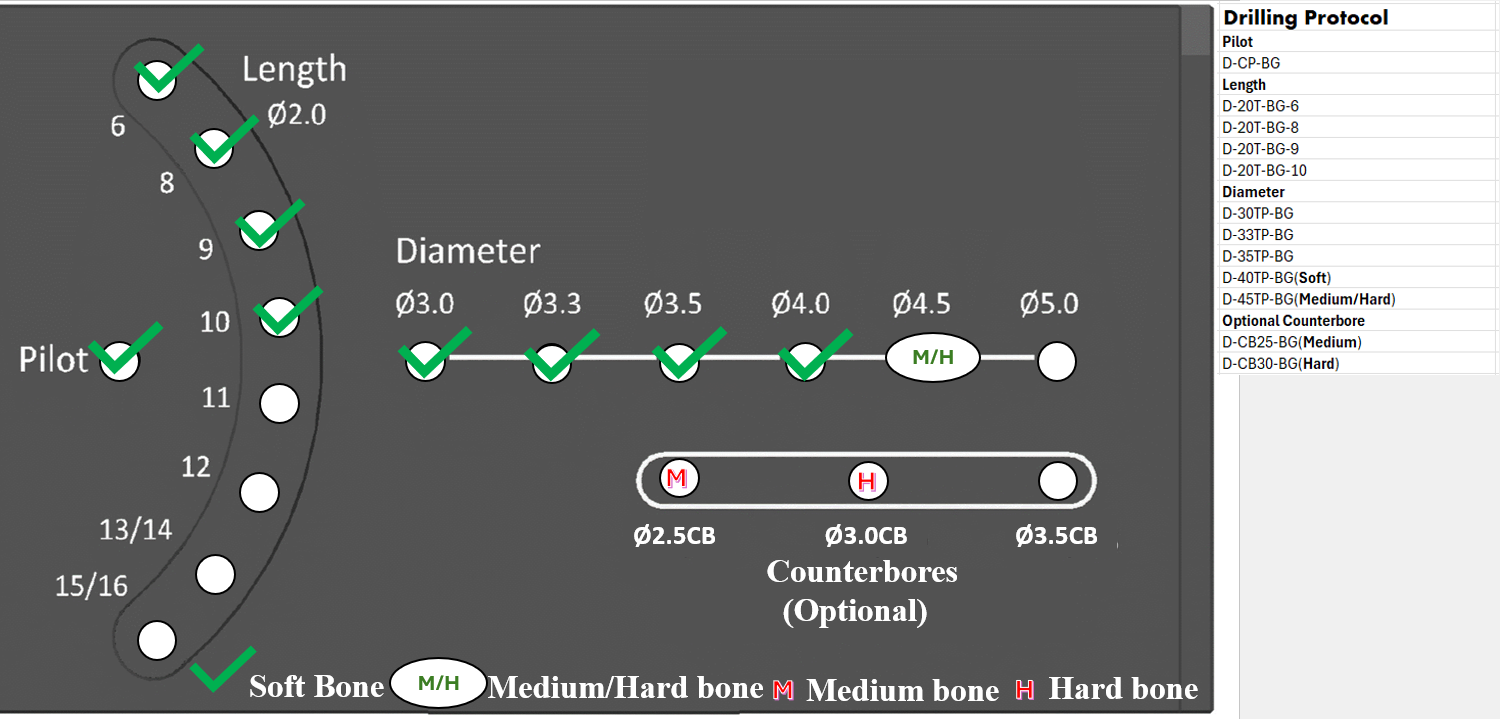 Length
Ø2.0
6
8
9
10
11
12
13/14
15/16
Pilot
Diameter
Ø3.0 Ø3.3 Ø3.5 Ø4.0 Ø4.5 Ø5.0
M/H
M H
Ø2.5CB Ø3.0CB Ø3.5CB
Counterbores
(Optional)
Soft Bone M/H Medium/Hard bone M Medium bone H Hard bone
Drilling Protocol
Pilot
D-CP-BG
Length
D-20T-BG-6
D-20T-BG-8
D-20T-BG-9
D-20T-BG-10
Diameter
D-30TP-BG
D-33TP-BG
D-35TP-BG
D-40TP-BG(Soft)
D-45TP-BG(Medium/Hard)
Optional Counterbore
D-CB25-BG(Medium)
D-CB30-BG(Hard)